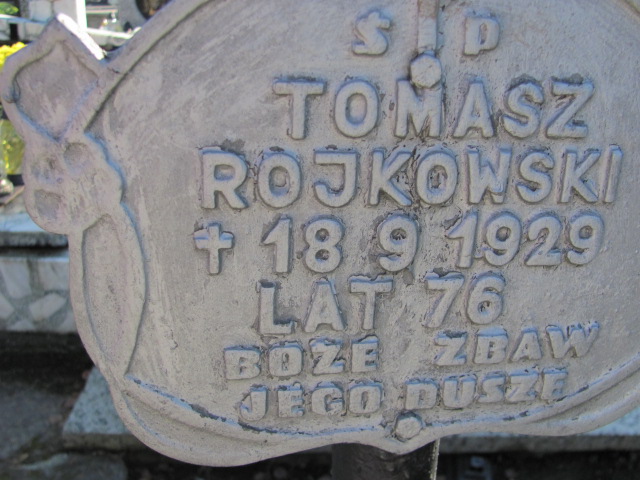 Ś P
TOMASZ
ROJKOWSKI
† 18 9 1929
LAT 76
BOŻE ZBAW
JEGO DUSZE